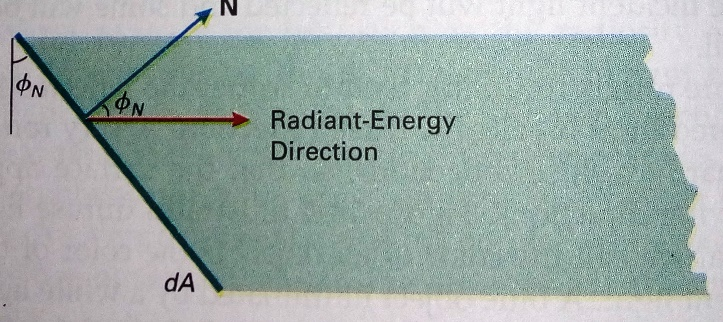 N
ϕN
ϕN
Radiant-Energy
Direction
dA